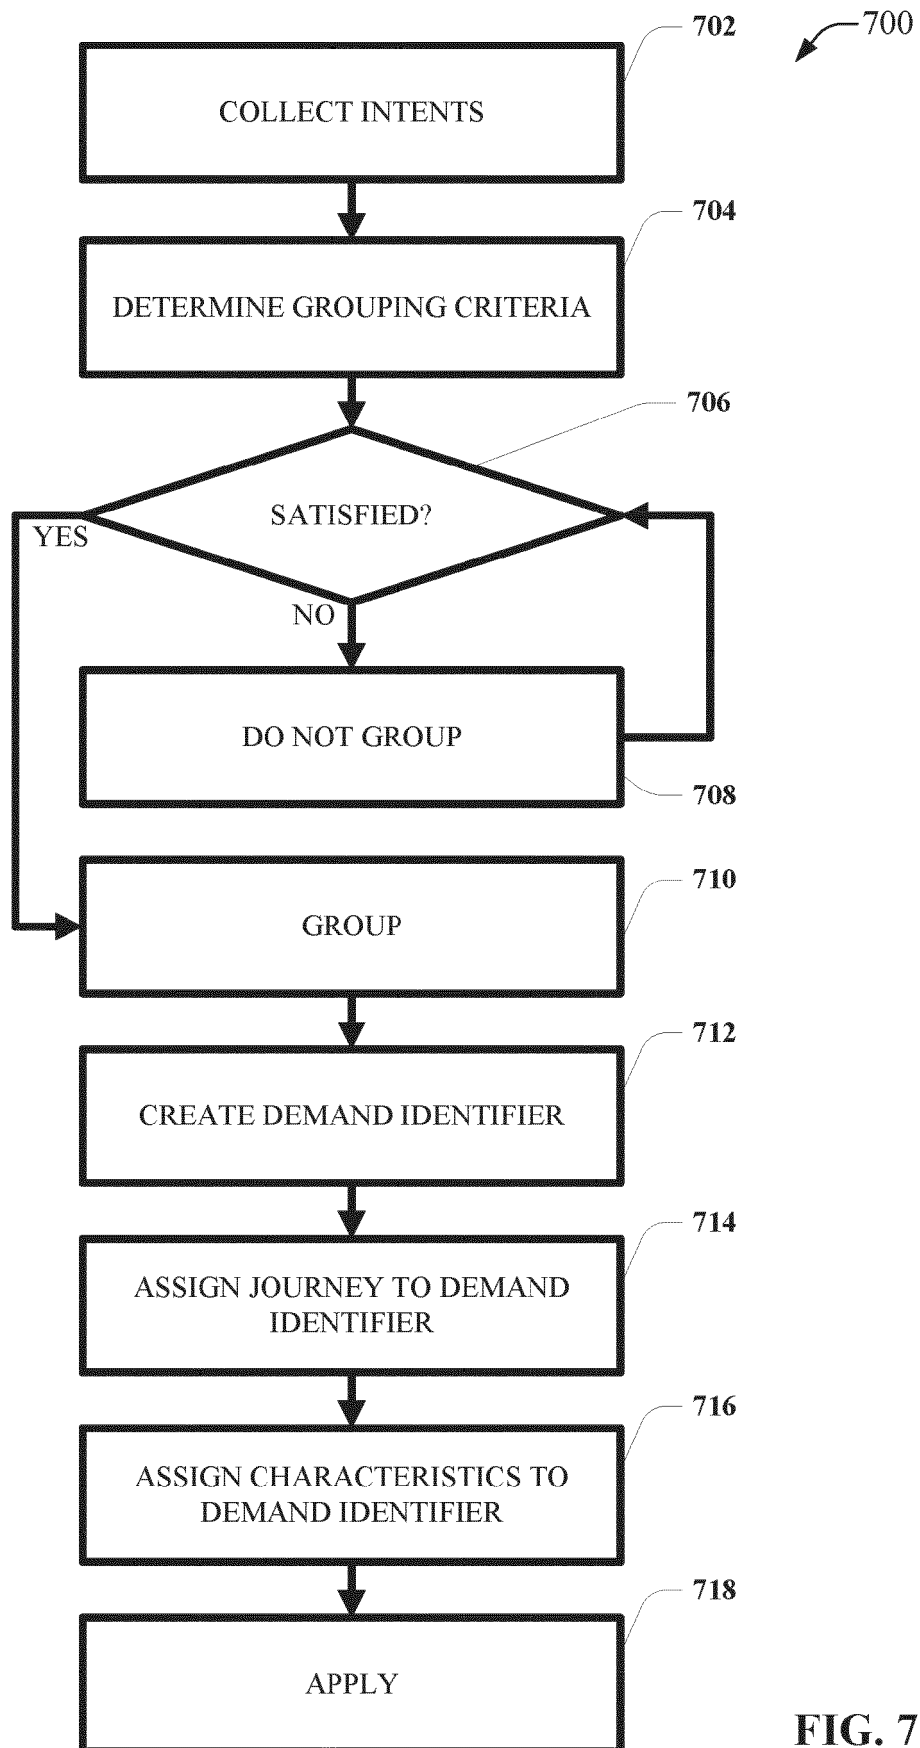 702
700
COLLECT INTENTS
704
DETERMINE GROUPING CRITERIA
706
SATISFIED?
YES
NO
DO NOT GROUP
708
710
GROUP
712
CREATE DEMAND IDENTIFIER
714
ASSIGN JOURNEY TO DEMAND
IDENTIFIER
716
ASSIGN CHARACTERISTICS TO
DEMAND IDENTIFIER
718
APPLY
FIG. 7